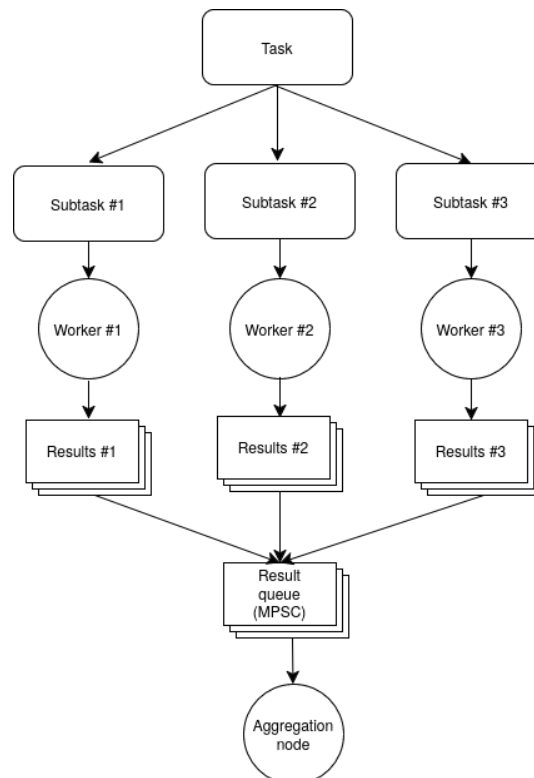 Task
Subtask #1
Subtask #2
Subtask #3
Worker #1
Worker #2
Worker #3
Results #1
Results #2
Results #3
Result
queue
(MPSC)
Aggregation
node